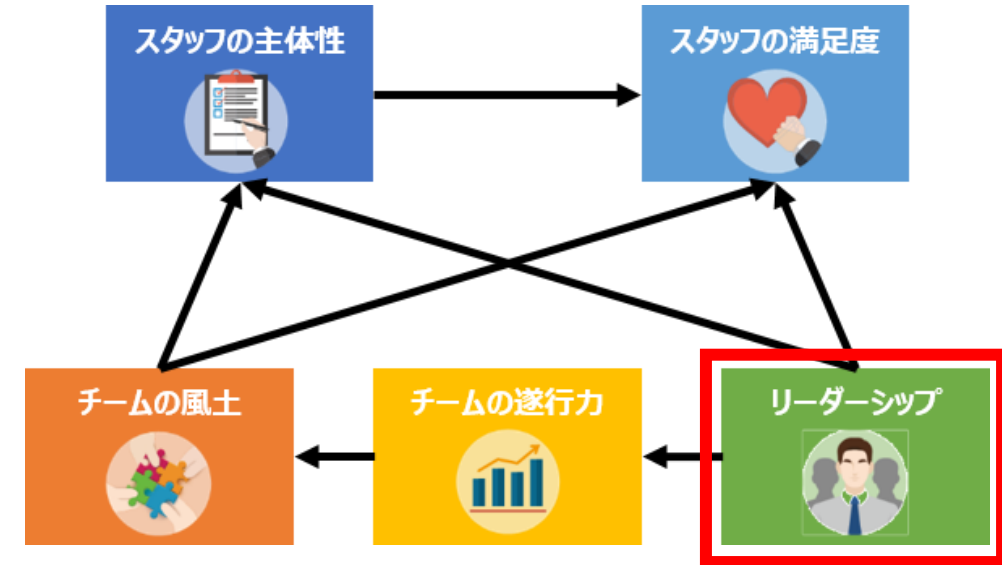 スタッフの主体性
スタッフの満足度
チームの風土
チームの遂行力
リーダーシップ